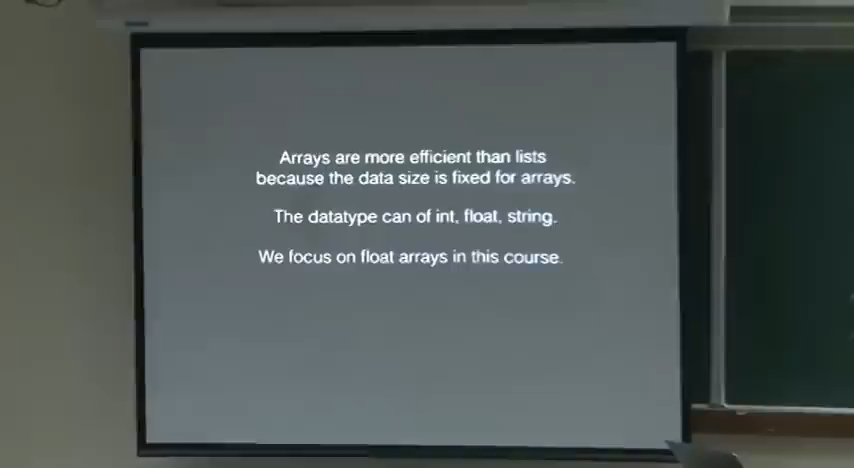 Arrays are more efficient than lists
because the data size is fixed for arrays.
The datatype can of int, float, string.
We focus on float arrays in this course.